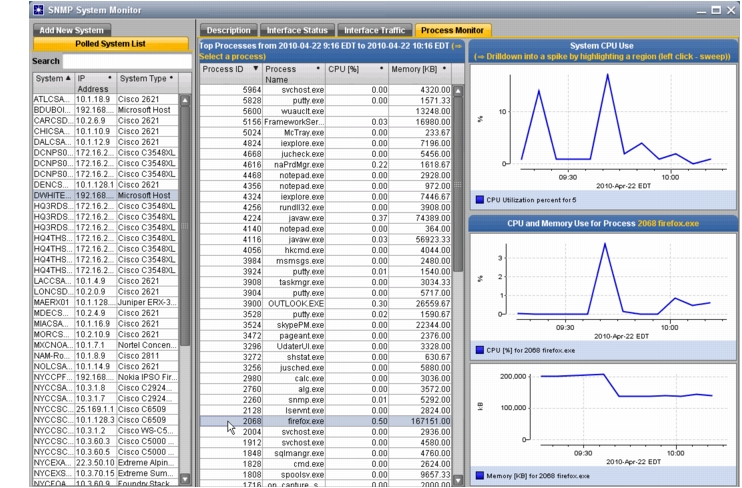 SNMP System Monitor
Add New System
Polled System List
Search
System ▲ IP Address System Type
ATLCSA... 10.1.18.9 Cisco 2621
BDUBOI... 192.168.... Microsoft Host
CARCSD... 10.2.6.9 Cisco 2621
CHICSA... 10.1.10.9 Cisco 2621
DALCSA... 10.1.12.9 Cisco 2621
DCNPS0... 172.16.2... Cisco C3548XL
DCNPS0... 172.16.2... Cisco C3548XL
DCNPS0... 172.16.2... Cisco C3548XL
DENCS... 10.1.128.1 Cisco 2621
DWHITE... 192.168.... Microsoft Host
HQ3RDS... 172.16.2... Cisco C3548XL
HQ3RDS... 172.16.2... Cisco C3548XL
HQ3RDS... 172.16.2... Cisco C3548XL
HQ4THS... 172.16.2... Cisco C3548XL
HQ4THS... 172.16.2... Cisco C3548XL
HQ4THS... 172.16.2... Cisco C3548XL
HQ4THS... 172.16.2... Cisco C3548XL
LACCSA... 10.1.4.9 Cisco 2621
LONCSD... 10.2.0.9 Cisco 2621
MAERX01 10.1.128... Juniper ERX-3...
MDECS... 10.2.4.9 Cisco 2621
MIACSA... 10.1.16.9 Cisco 2621
MORCS... 10.2.10.9 Cisco 2621
MXCNOA... 10.1.7.1 Nortel Concen...
NAM-Ro... 10.1.8.9 Cisco 2811
NOLCSA... 10.1.14.9 Cisco 2621
NYCCPF... 192.168.... Nokia IPSO Fir...
NYCCSA... 10.3.1.8 Cisco C2924...
NYCCSA... 10.3.1.7 Cisco C2924...
NYCCSC... 25.169.1.1 Cisco C6509
NYCCSC... 10.1.128.3 Cisco C6509
NYCCSC... 10.3.1.2 Cisco WS-C5...
NYCCSC... 10.3.60.3 Cisco C5000 ...
NYCCSC... 10.3.60.5 Cisco C5000 ...
NYCEXA... 22.3.50.10 Extreme Alpin...
NYCEXS... 10.3.70.15 Extreme Sum...
NYCFOA... 10.3.60.9 Foundry Stack...
Description Interface Status Interface Traffic Process Monitor
Top Processes from 2010-04-22 9:16 EDT to 2010-04-22 10:16 EDT (⇒
Select a process)
Process ID ▼ Process Name CPU [%] Memory [KB]
5964 svchost.exe 0.00 4320.00
5828 putty.exe 0.00 1571.33
5600 wuauclt.exe 13248.00
5156 FrameworkSer... 0.03 16980.00
5024 McTray.exe 0.00 233.67
4824 iexplore.exe 0.00 7196.00
4668 jucheck.exe 0.00 5456.00
4616 naPrdMgr.exe 0.22 1618.67
4468 notepad.exe 0.00 2928.00
4356 notepad.exe 0.00 972.00
4324 iexplore.exe 0.00 7446.67
4256 rundll32.exe 0.00 3908.00
4224 javaw.exe 0.37 74389.00
4140 notepad.exe 0.00 364.00
4116 javaw.exe 0.03 56923.33
4056 hkcmd.exe 0.00 4044.00
3984 msmsgs.exe 0.00 2480.00
3924 putty.exe 0.01 1540.00
3908 taskmgr.exe 0.00 3034.33
3904 putty.exe 0.00 5717.00
3900 OUTLOOK.EXE 0.30 26559.67
3528 putty.exe 0.02 1590.67
3524 skypePM.exe 0.00 22344.00
3472 pageant.exe 0.00 2376.00
3296 UdaterUI.exe 0.00 3328.00
3272 shstat.exe 0.00 630.67
3256 jusched.exe 0.00 5880.00
2980 calc.exe 0.00 3036.00
2760 alg.exe 0.00 3572.00
2260 snmp.exe 0.01 5292.00
2128 lservnt.exe 0.00 2824.00
2068 firefox.exe 0.50 167151.00
2004 svchost.exe 0.00 2936.00
1912 svchost.exe 0.00 4580.00
1848 sqlmangr.exe 0.00 4760.00
1828 cmd.exe 0.00 2624.00
1808 spoolsv.exe 0.00 9657.33
1716 on_capture_s... 0.00 2000.00
System CPU Use
(⇒ Drilldown into a spike by highlighting a region (left click - sweep))
%
10
0
09:30 10:00
2010-Apr-22 EDT
CPU Utilization percent for 5
CPU and Memory Use for Process 2068 firefox.exe
%
3
2
1
0
09:30 10:00
2010-Apr-22 EDT
CPU [%] for 2068 firefox.exe
kB
200,000
100,000
0
09:30 10:00
2010-Apr-22 EDT
Memory [KB] for 2068 firefox.exe